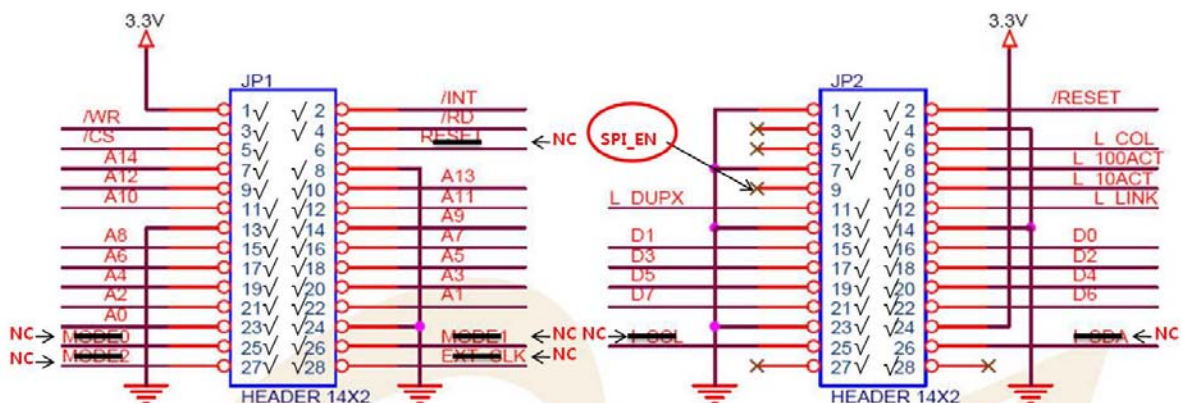 3.3V
3.3V
JP1
JP2
/INT
/RESET
1√ √ 2
1√ √ 2
/WR
/RD
3√ √ 4
3√ √ 4
/CS
RESET
NC
SPI_EN
L_COL
5√ 6
5√ 6
A14
L_100ACT
7√ √ 8
7√ √ 8
A12
A13
L_10ACT
9√ √ 10
9 √ 10
A10
A11
L_DUPX
L_LINK
11√ √ 12
11√ √ 12
A9
13√ √ 14
13√ √ 14
A8
A7
D1
D0
15√ √ 16
15√ √ 16
A6
A5
D3
D2
17√ √ 18
17√ √ 18
A4
A3
D5
D4
19√ √ 20
19√ √ 20
A2
A1
D7
D6
21√ √ 22
21√ √ 22
A0
23√ √ 24
23√ √ 24
NC
MODE0
MODE1
NC
NC
NC
25√ √ 26
25√ √ 26
NC
MODE2
EXT_CLK
NC
27√ √ 28
27√ √ 28
HEADER 14X2
HEADER 14X2